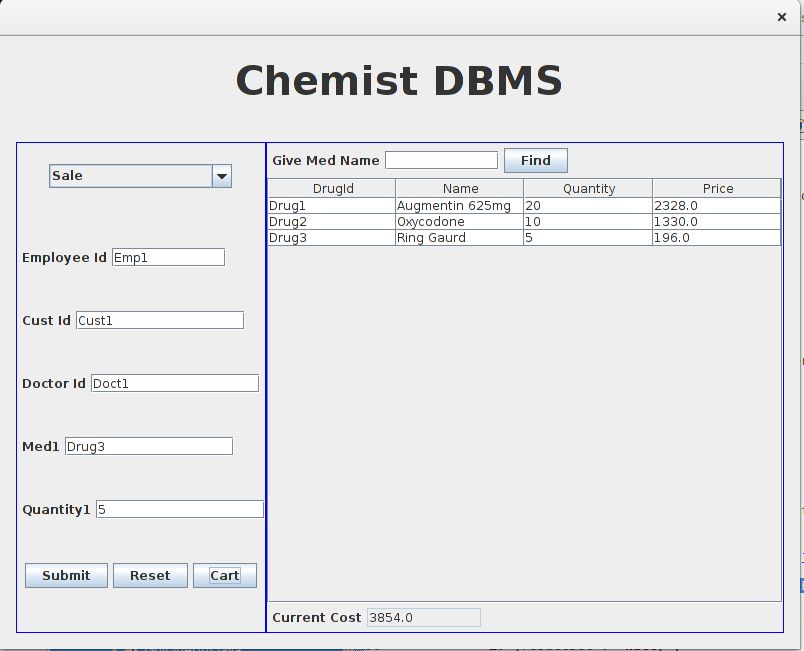 Chemist DBMS
Sale
Employee Id Emp1
Cust Id Cust1
Doctor Id Doct1
Med1 Drug3
Quantity1 5
Submit Reset Cart
Give Med Name Find
DrugId Name Quantity Price
Drug1 Augmentin 625mg 20 2328.0
Drug2 Oxycodone 10 1330.0
Drug3 Ring Gaurd 5 196.0
Current Cost 3854.0